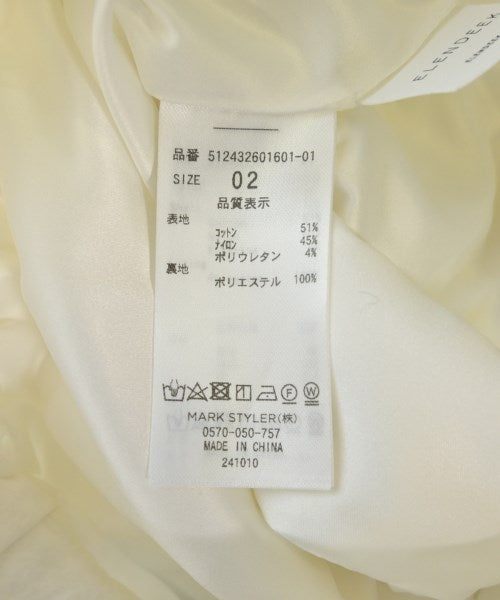 ELENDEEK
品番 512432601601-01
SIZE 02
品質表示
表地
コットン 51%
ナイロン 45%
ポリウレタン 4%
裏地
ポリエステル 100%
MARK STYLER(株)
0570-050-757
MADE IN CHINA
241010